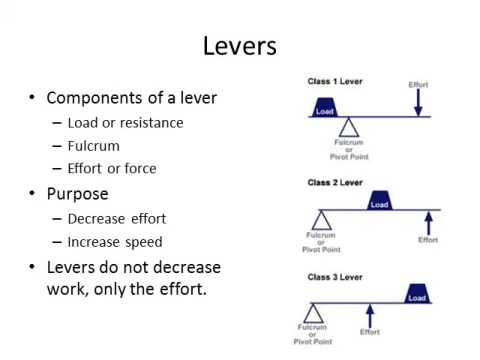 Levers
• Components of a lever
– Load or resistance
– Fulcrum
– Effort or force
• Purpose
– Decrease effort
– Increase speed
• Levers do not decrease
work, only the effort.
Class 1 Lever
Effort
Load
Fulcrum
or
Pivot Point
Class 2 Lever
Load
Fulcrum
or
Pivot Point
Effort
Class 3 Lever
Load
Fulcrum
or
Pivot Point
Effort